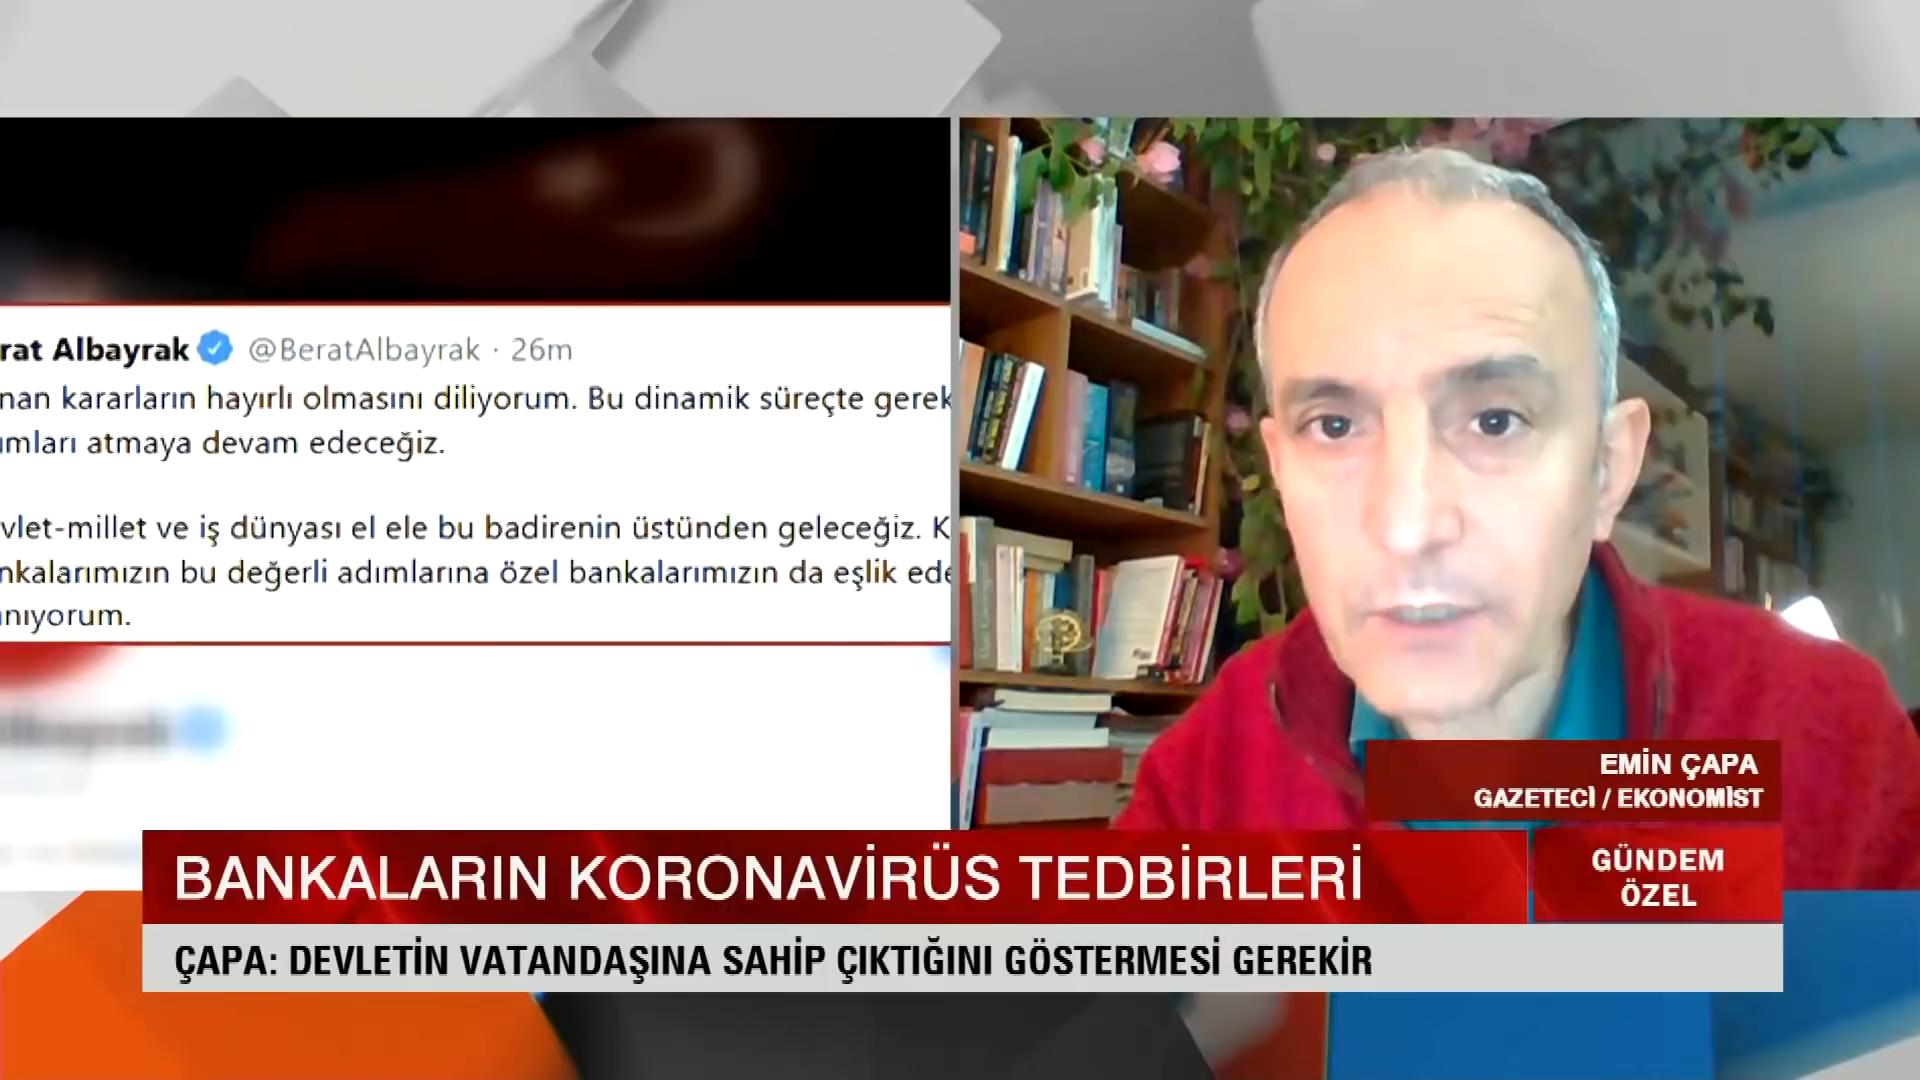 rat Albayrak @BeratAlbayrak · 26m
nan kararların hayırlı olmasını diliyorum. Bu dinamik süreçte gerek
ımları atmaya devam edeceğiz.
vlet-millet ve iş dünyası el ele bu badirenin üstünden geleceğiz. K
nkalarımızın bu değerli adımlarına özel bankalarımızın da eşlik ede
nıyorum.
EMİN ÇAPA
GAZETECİ / EKONOMİST
BANKALARIN KORONAVİRÜS TEDBİRLERİ
GÜNDEM
ÖZEL
ÇAPA: DEVLETİN VATANDAŞINA SAHİP ÇIKTIĞINI GÖSTERMESİ GEREKİR